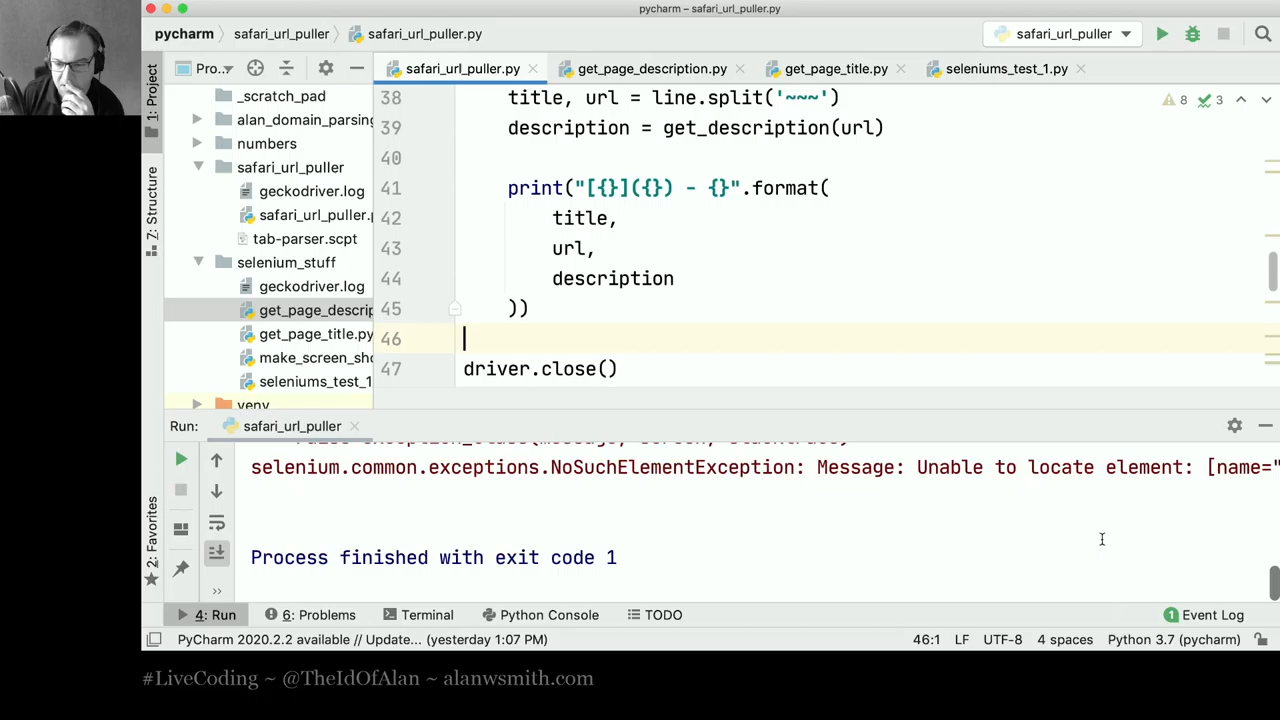 pycharm – safari_url_puller.py
pycharm safari_url_puller safari_url_puller.py safari_url_puller
1: Project
Pro...
safari_url_puller.py get_page_description.py get_page_title.py seleniums_test_1.py
_scratch_pad
alan_domain_parsing
numbers
safari_url_puller
geckodriver.log
safari_url_puller.p
tab-parser.scpt
selenium_stuff
geckodriver.log
get_page_descrip
get_page_title.py
make_screen_sho
seleniums_test_1
venv
7: Structure
2: Favorites
38 title, url = line.split('~~~')
39 description = get_description(url)
40
41 print("[{}]({}) - {}".format(
42 title,
43 url,
44 description
45 ))
46
47 driver.close()
8 3
Run: safari_url_puller
selenium.common.exceptions.NoSuchElementException: Message: Unable to locate element: [name="
Process finished with exit code 1
4: Run 6: Problems Terminal Python Console TODO 1 Event Log
PyCharm 2020.2.2 available // Update... (yesterday 1:07 PM) 46:1 LF UTF-8 4 spaces Python 3.7 (pycharm)
#LiveCoding ~ @TheIdOfAlan ~ alanwsmith.com